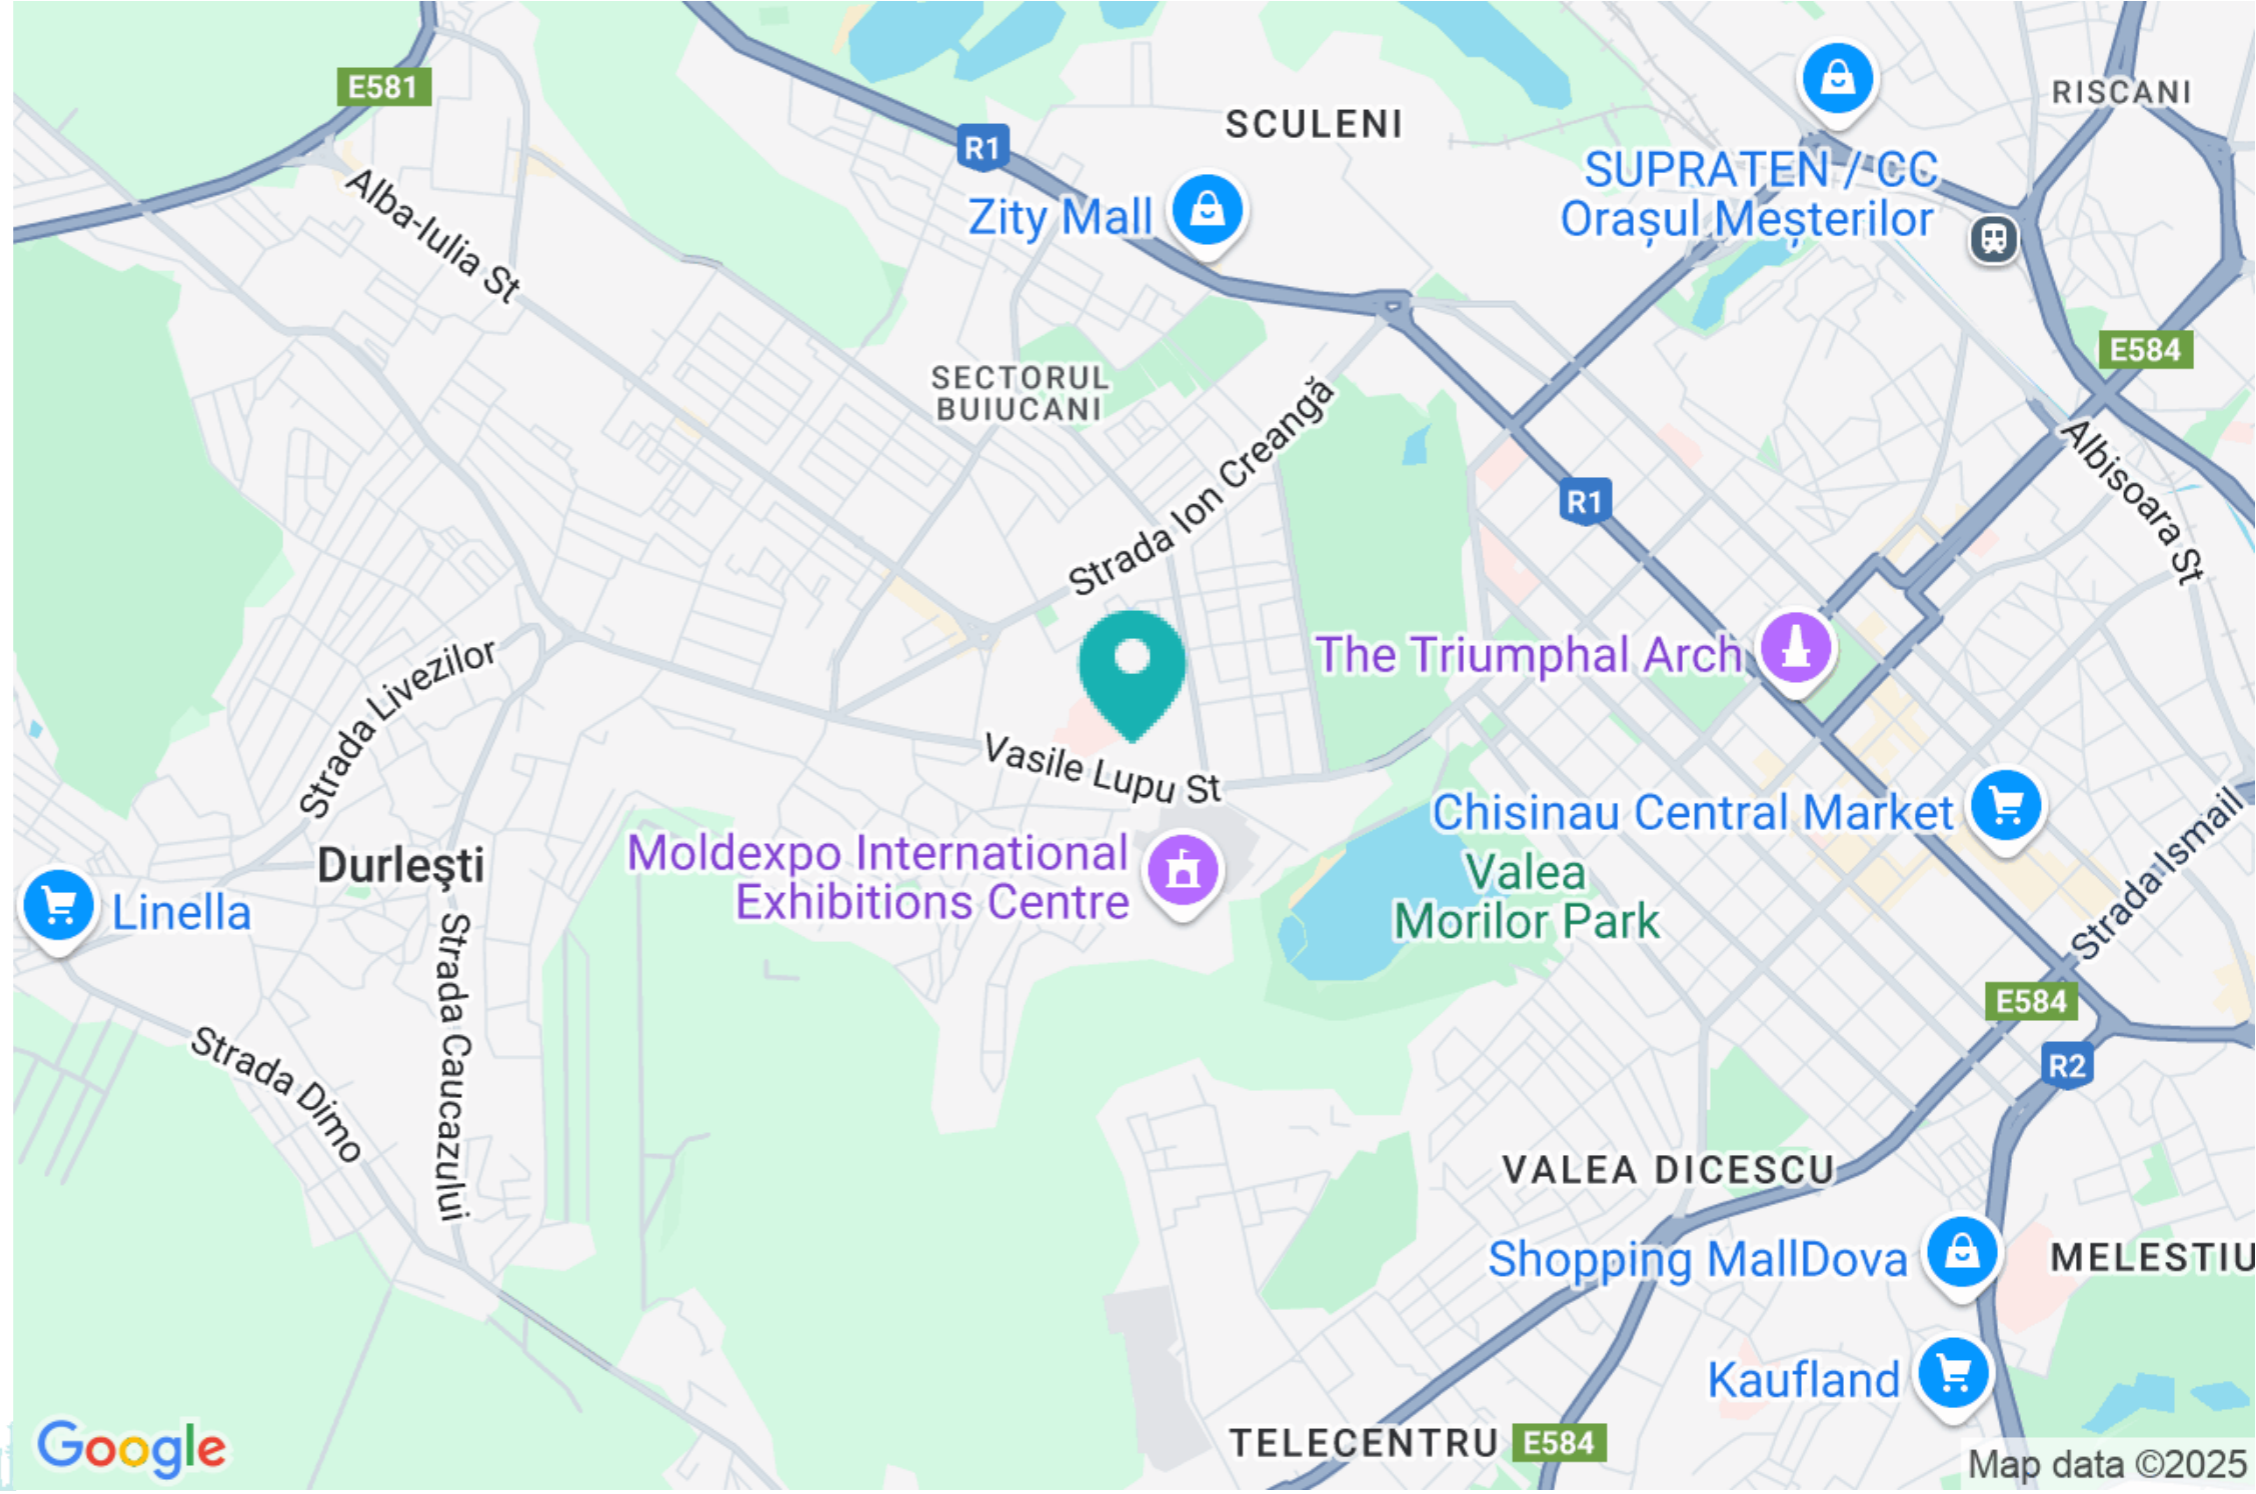 E581
Alba-Iulia St
R1
SCULENI
Zity Mall
SUPRATEN / CC
Orașul Meșterilor
RISCANI
E584
Albisoara St
SECTORUL
BUIUCANI
Strada Ion Creangă
R1
The Triumphal Arch
Strada Livezilor
Vasile Lupu St
Durleşti
Linella
Moldexpo International
Exhibitions Centre
Chisinau Central Market
Valea
Morilor Park
Strada Ismail
Strada Caucazului
Strada Dimo
E584
R2
VALEA DICESCU
Shopping MallDova
MELESTIU
Kaufland
TELECENTRU
E584
Google
Map data ©2025